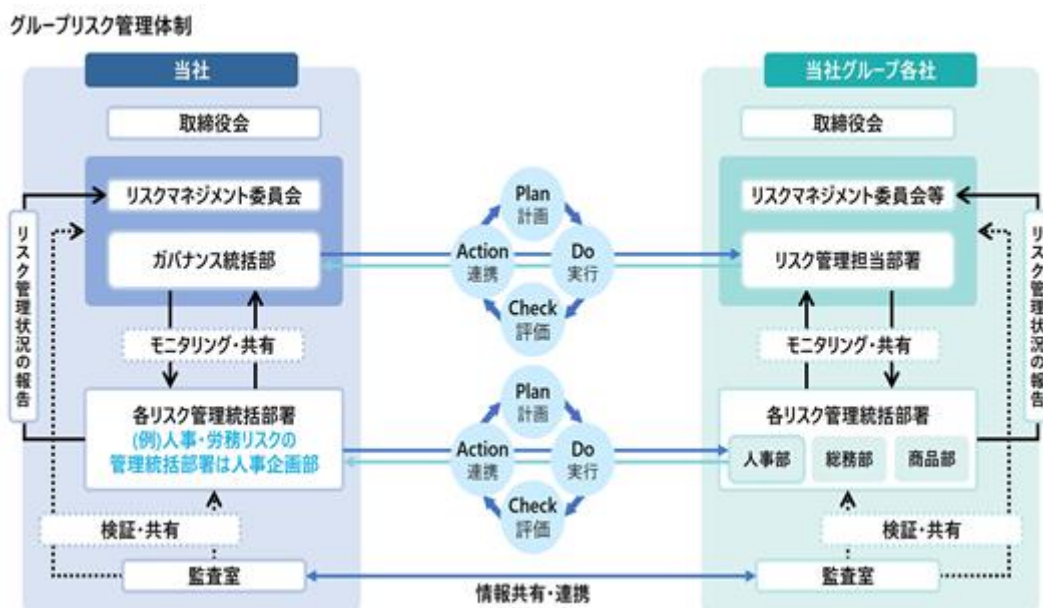 グループリスク管理体制
当社
取締役会
リスクマネジメント委員会
ガバナンス統括部
モニタリング・共有
各リスク管理統括部署
(例)人事・労務リスクの
管理統括部署は人事企画部
検証・共有
監査室
リスク管理状況の報告
Plan
計画
Action
連携
Do
実行
Check
評価
Plan
計画
Action
連携
Do
実行
Check
評価
情報共有・連携
当社グループ各社
取締役会
リスクマネジメント委員会等
リスク管理担当部署
モニタリング・共有
各リスク管理統括部署
人事部 総務部 商品部
検証・共有
監査室
リスク管理状況の報告